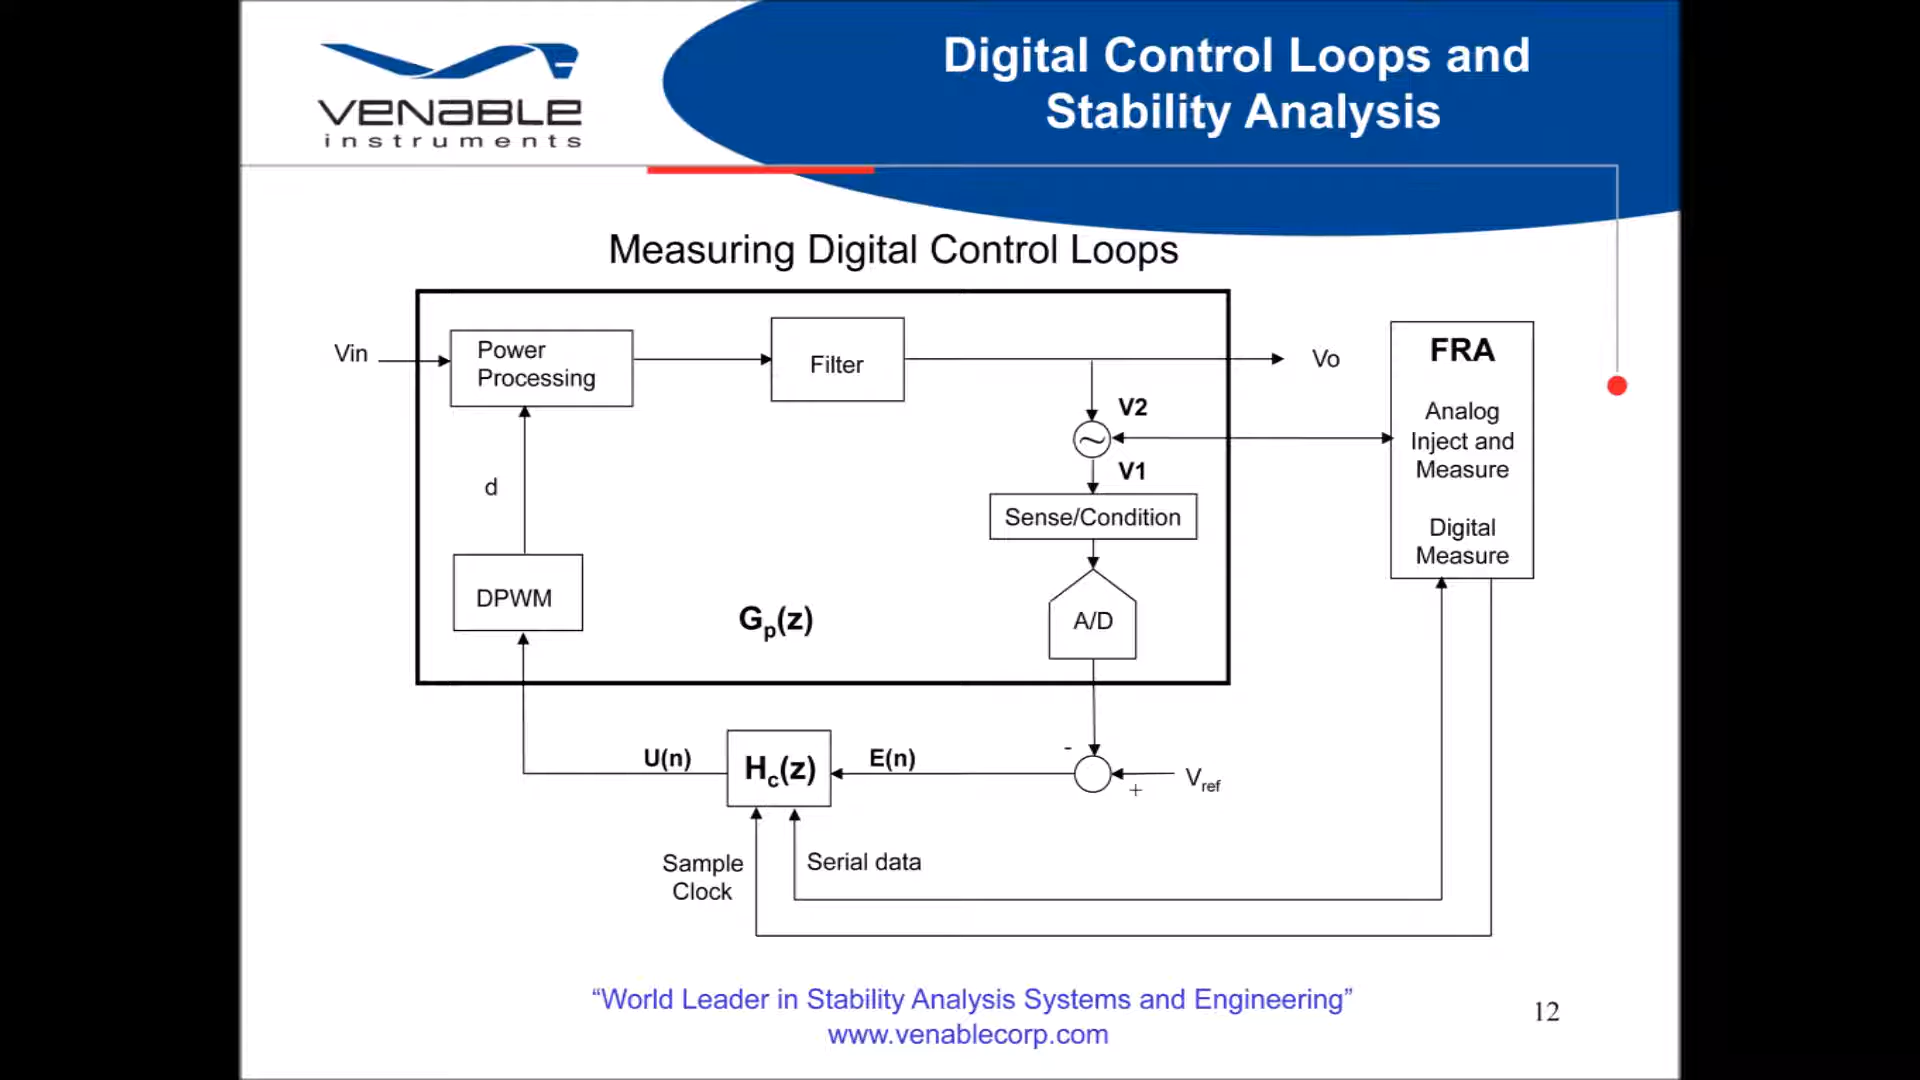 VENABLE
instruments
Digital Control Loops and
Stability Analysis
Measuring Digital Control Loops
Vin
Power
Processing
Filter
Vo
FRA
Analog
Inject and
Measure
Digital
Measure
V2
~
V1
d
Sense/Condition
DPWM
Gp(z)
A/D
U(n)
Hc(z)
E(n)
-
+
Vref
Sample
Clock
Serial data
“World Leader in Stability Analysis Systems and Engineering”
www.venablecorp.com
12